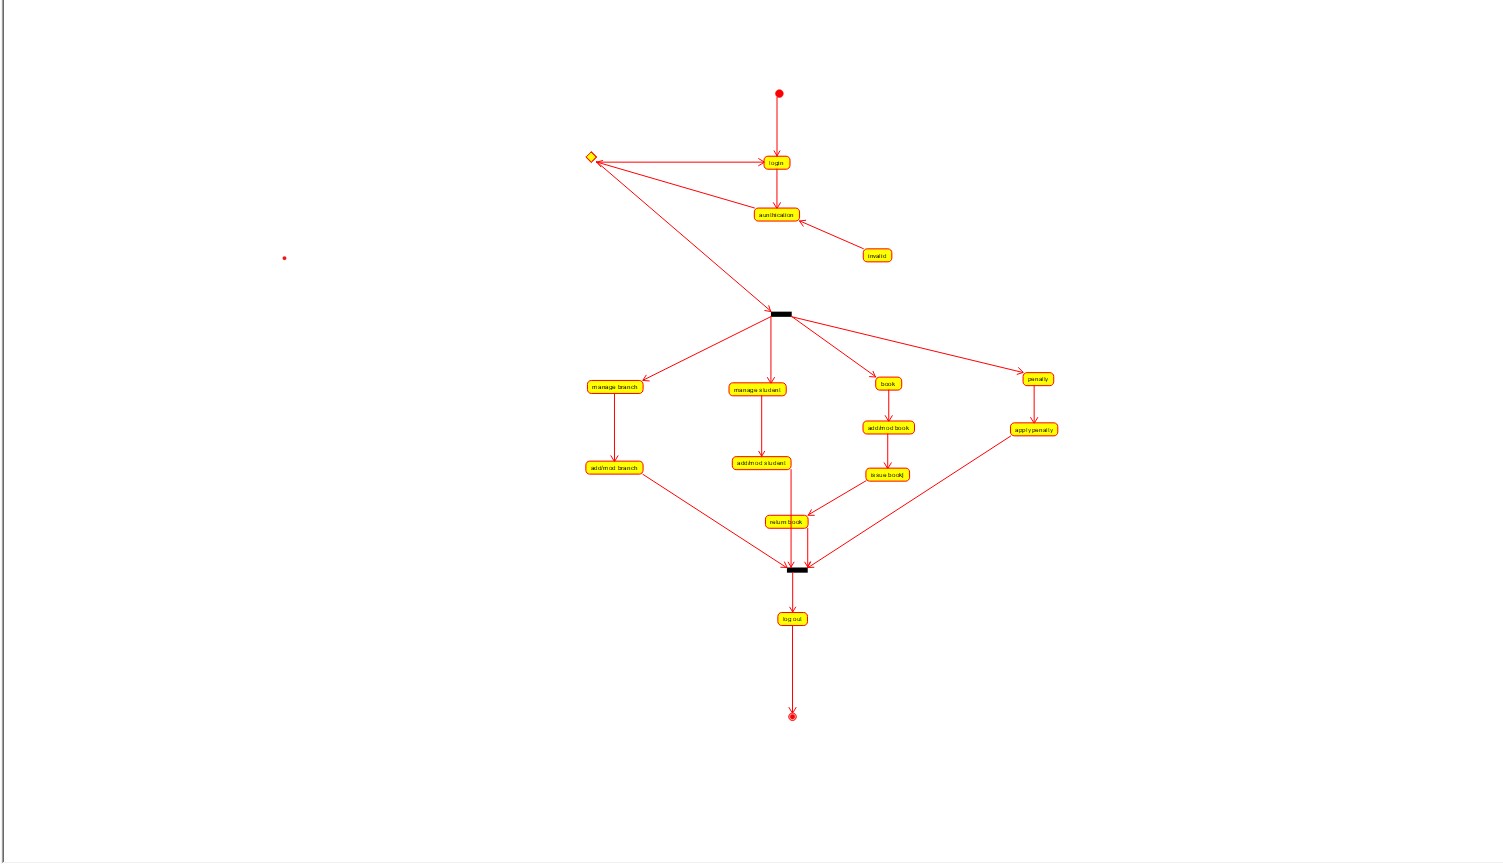 login
aunthication
invalid
manage branch
manage student
book
penalty
add/mod book
apply penalty
add/mod branch
add/mod student
issue book|
return book
log out